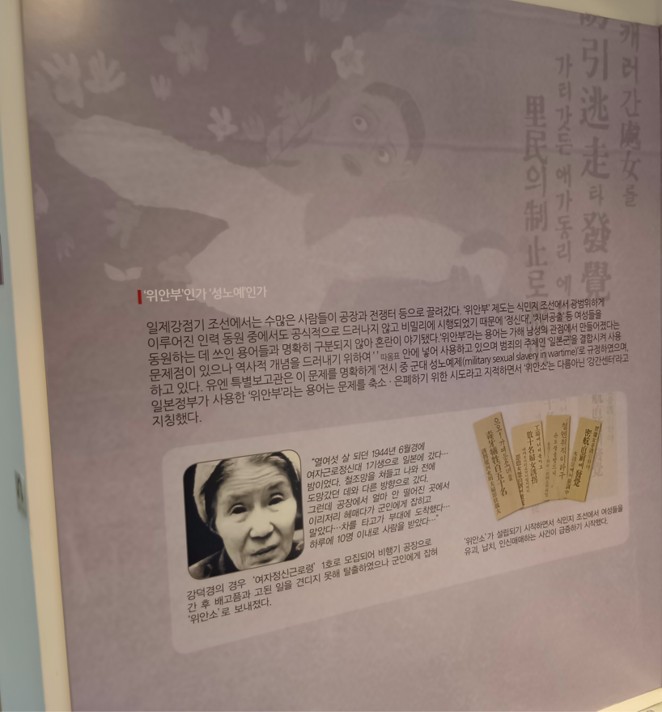 캐러간 處女를
引逃走타發覺
가리갓든 애가동리에
里民의制止로
'위안부'인가 '성노예'인가
일제강점기 조선에서는 수많은 사람들이 공장과 전쟁터 등으로 끌려갔다. '위안부' 제도는 식민지 조선에서 광범위하게
이루어진 인력 동원 중에서도 공식적으로 드러나지 않고 비밀리에 시행되었기 때문에 '정신대', '처녀공출' 등 여성들을
동원하는 데 쓰인 용어들과 명확히 구분되지 않아 혼란이 야기됐다. '위안부'라는 용어는 가해 남성의 관점에서 만들어졌다는
문제점이 있으나 역사적 개념을 드러내기 위하여 ' ' 따옴표 안에 넣어 사용하고 있으며 범죄의 주체인 '일본군'을 결합시켜 사용
하고 있다. 유엔 특별보고관은 이 문제를 명확하게 '전시 중 군대 성노예제(military sexual slavery in wartime)'로 규정하였으며,
일본정부가 사용한 '위안부'라는 용어는 문제를 축소·은폐하기 위한 시도라고 지적하면서 '위안소'는 다름아닌 '강간센터'라고
지칭했다.
"열여섯 살 되던 1944년 6월경에
여자근로정신대 1기생으로 일본에 갔다…
밤이었다. 철조망을 쳐들고 나와 전에
도망갔던 데와 다른 방향으로 갔다.
그런데 공장에서 얼마 안 떨어진 곳에서
이리저리 헤매다가 군인에게 잡히고
말았다…차를 타고가 부대에 도착했다…
하루에 10명 이내로 사람을 받았다…"
강덕경의 경우 '여자정신근로령' 1호로 모집되어 비행기 공장으로
간 후 배고픔과 고된 일을 견디지 못해 탈출하였으나 군인에게 잡혀
'위안소'로 보내졌다.
'위안소'가 설립되기 시작하면서 식민지 조선에서 여성들을
유괴, 납치, 인신매매하는 사건이 급증하기 시작했다.